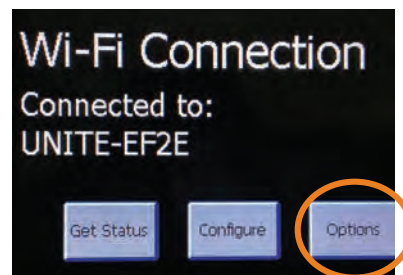 Wi-Fi Connection
Connected to:
UNITE-EF2E
Get Status Configure Options